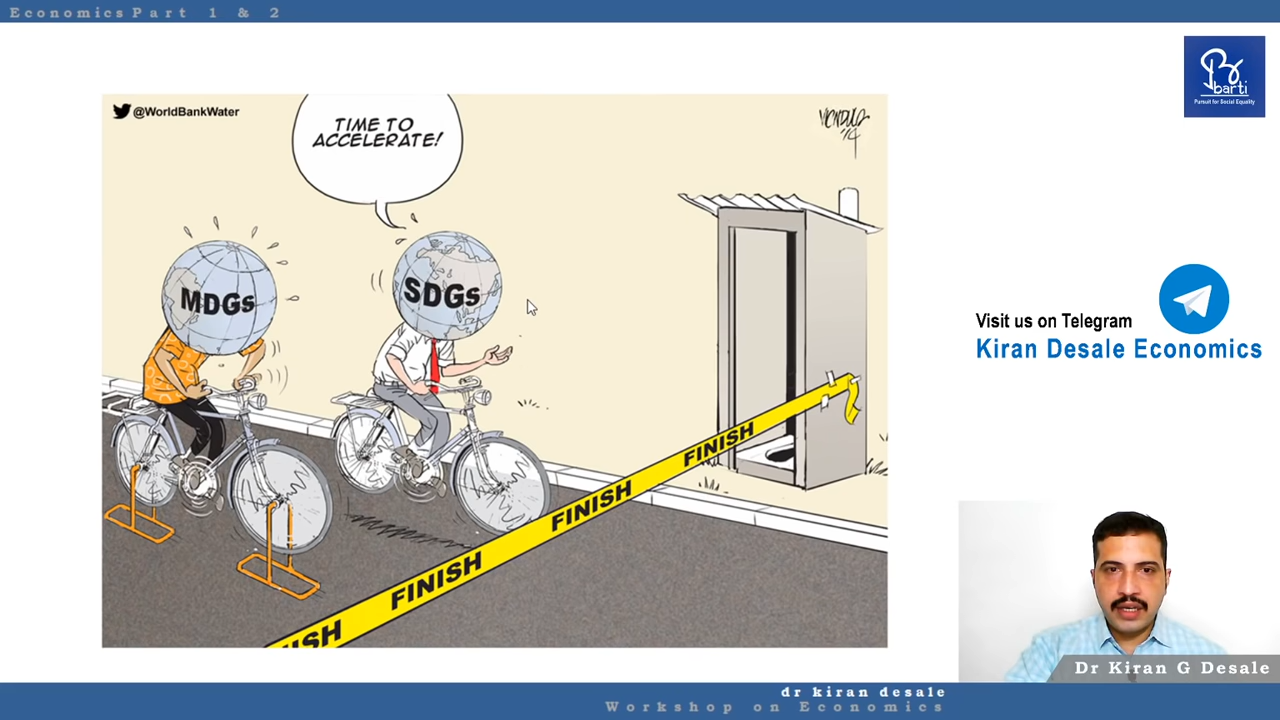 Economics Part 1 & 2
barti
Pursuit for Social Equality
@WorldBankWater
TIME TO
ACCELERATE!
'14
MDGs
SDGs
Visit us on Telegram
Kiran Desale Economics
FINISH
FINISH
FINISH
ISH
Dr Kiran G Desale
dr kiran desale
Workshop on Economics